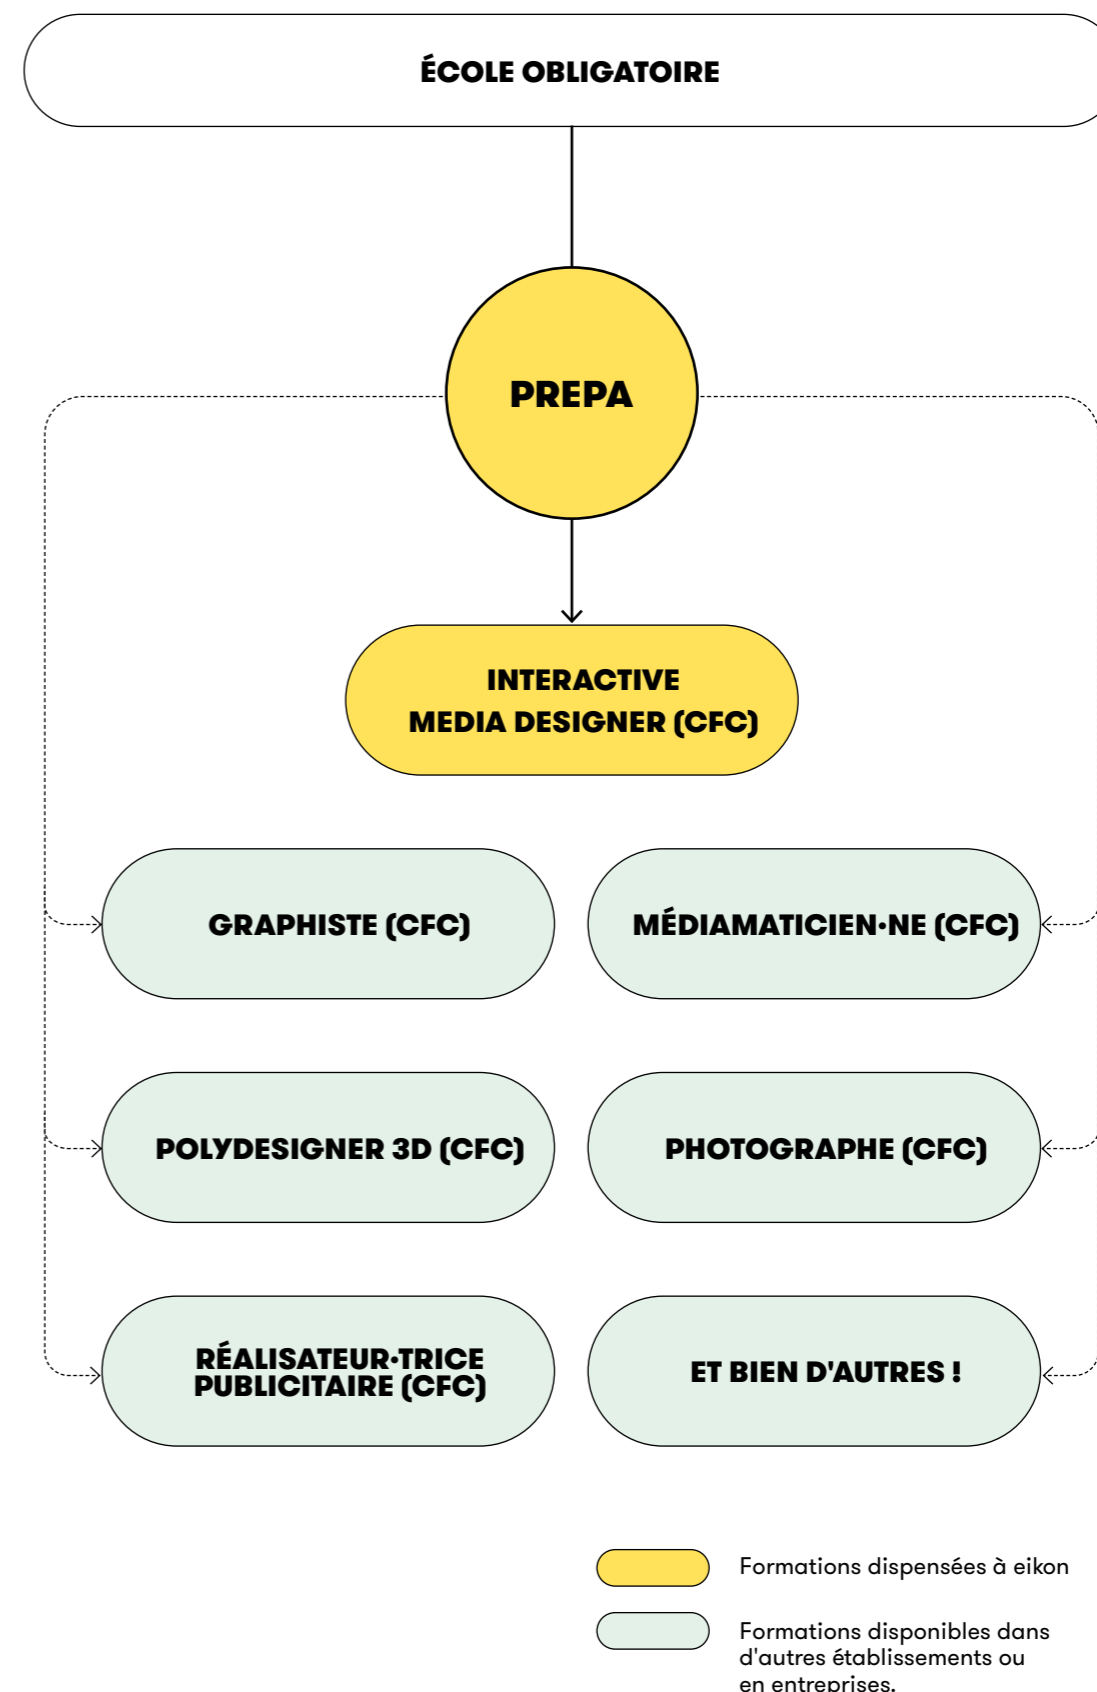 ÉCOLE OBLIGATOIRE
PREPA
INTERACTIVE
MEDIA DESIGNER (CFC)
GRAPHISTE (CFC)
MÉDIAMATICIEN•NE (CFC)
POLYDESIGNER 3D (CFC)
PHOTOGRAPHE (CFC)
RÉALISATEUR•TRICE
PUBLICITAIRE (CFC)
ET BIEN D'AUTRES !
Formations dispensées à eikon
Formations disponibles dans
d'autres établissements ou
en entreprises.